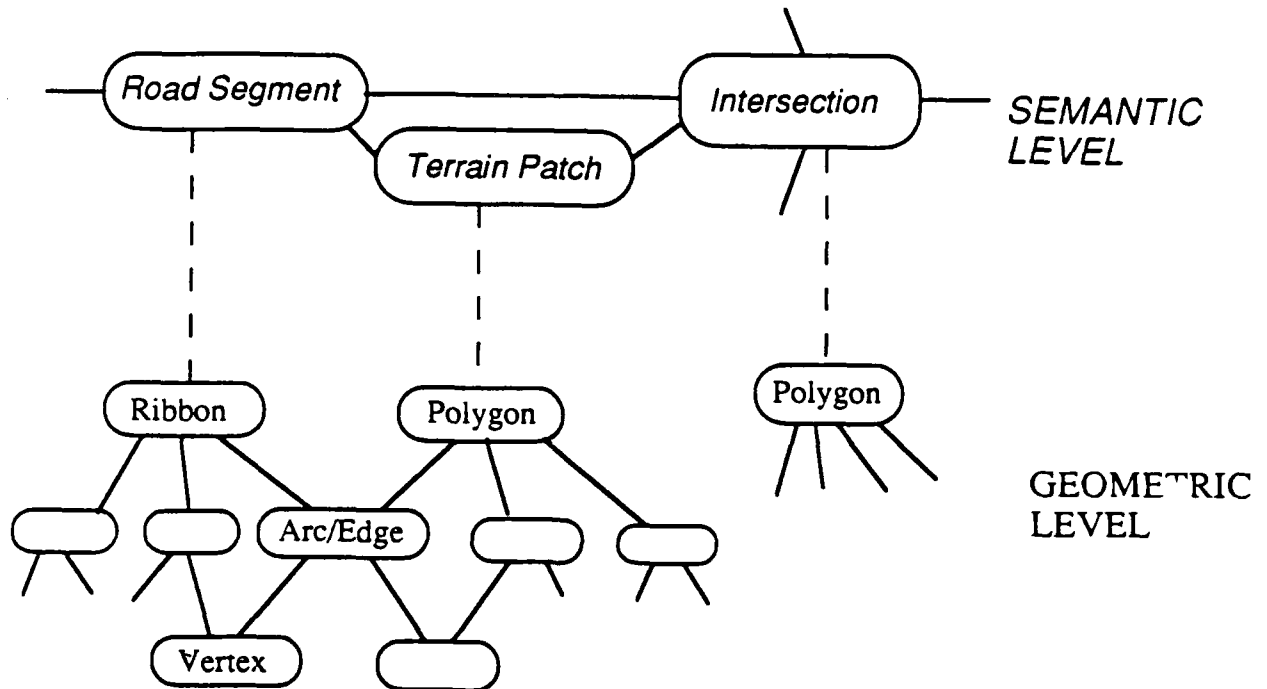 Road Segment
Intersection
SEMANTIC
LEVEL
Terrain Patch
Ribbon
Polygon
Polygon
GEOMETRIC
LEVEL
Arc/Edge
Vertex